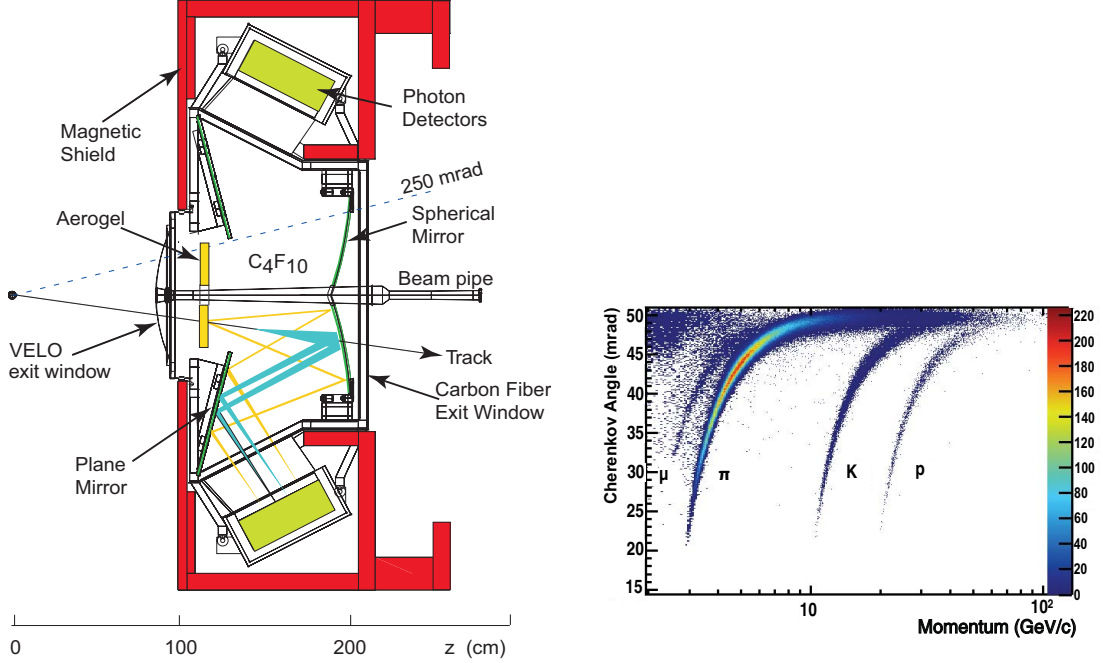 Photon
Detectors
Magnetic
Shield
250 mrad
Aerogel
Spherical
Mirror
C4F10
Beam pipe
VELO
exit window
Track
Carbon Fiber
Exit Window
Plane
Mirror
0 100 200 z (cm)
Cherenkov Angle (mrad)
50
45
40
35
30
25
20
15
μ
π
K
p
10
10²
Momentum (GeV/c)
220
200
180
160
140
120
100
80
60
40
20
0